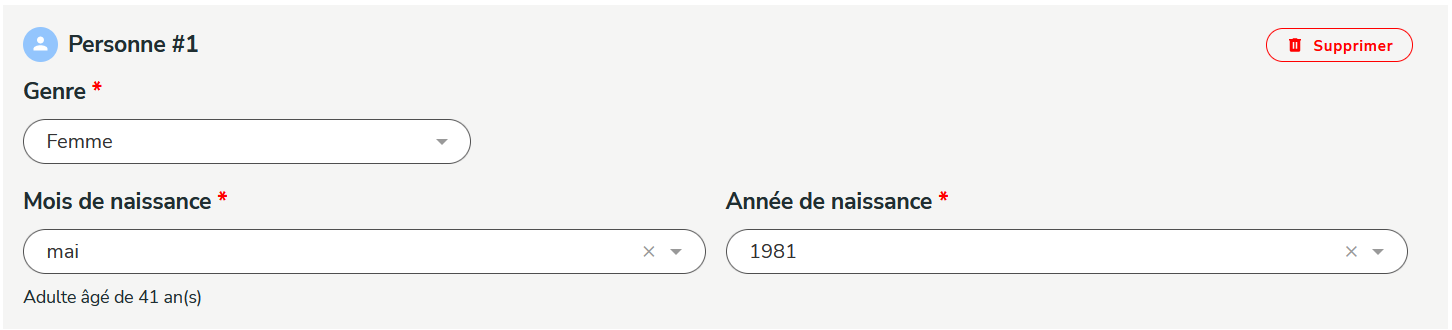 Personne #1
Supprimer
Genre *
Femme
Mois de naissance *
Année de naissance *
mai
1981
Adulte âgé de 41 an(s)